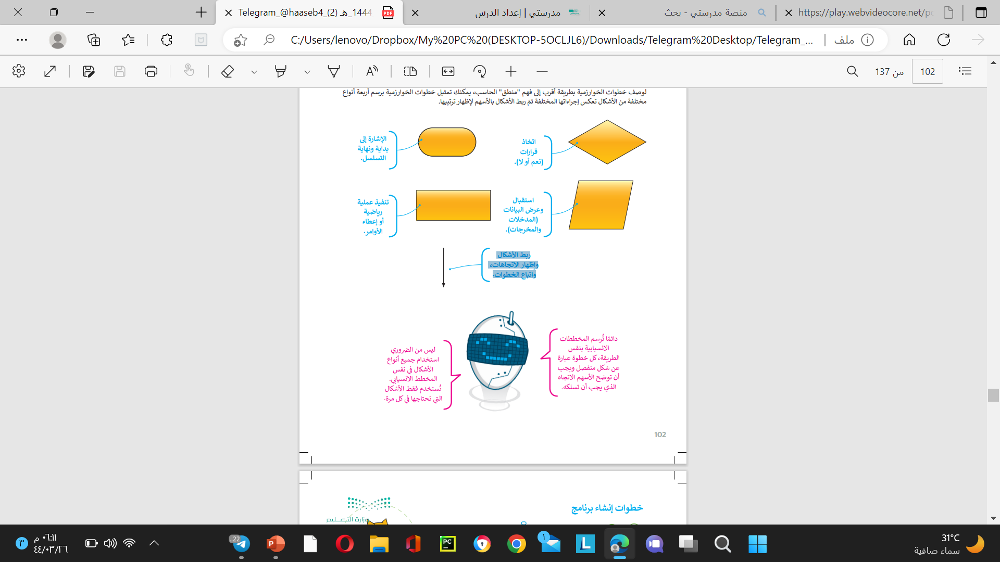 Telegram_@haaseb4_(2)_1444_هـ
مدرستي | إعداد الدرس
منصة مدرستي - بحث
https://play.webvideocore.net/p
C:/Users/lenovo/Dropbox/My%20PC%20(DESKTOP-5OCLJL6)/Downloads/Telegram%20Desktop/Telegram_...
ملف
102
من 137
لوصف خطوات الخوارزمية بطريقة أقرب إلى فهم "منطق" الحاسب، يمكنك تمثيل خطوات الخوارزمية برسم أربعة أنواع
مختلفة من الأشكال تعكس إجراءاتها المختلفة ثمّ ربط الأشكال بالأسهم لإظهار ترتيبها.
اتخاذ
قرارات
(نعم أو لا).
الإشارة إلى
بداية ونهاية
التسلسل.
استقبال
وعرض البيانات
(المدخلات
والمخرجات).
تنفيذ عملية
رياضية
أو إعطاء
الأوامر.
ربط الأشكال
وإظهار الاتجاهات،
واتباع الخطوات.
دائمًا تُرسم المخططات
الانسيابية بنفس
الطريقة، كل خطوة عبارة
عن شكل منفصل ويجب
أن توضح الأسهم الاتجاه
الذي يجب أن تسلكه.
ليس من الضروري
استخدام جميع أنواع
الأشكال في نفس
المخطط الانسيابي.
تُستخدم فقط الأشكال
التي تحتاجها في كل مرة.
102
خطوات إنشاء برنامج
وزارة التعليم
31°C
سماء صافية
PC
L
١
..22
٠٦:١١ م
٤٤/٠٣/٢٦
٣